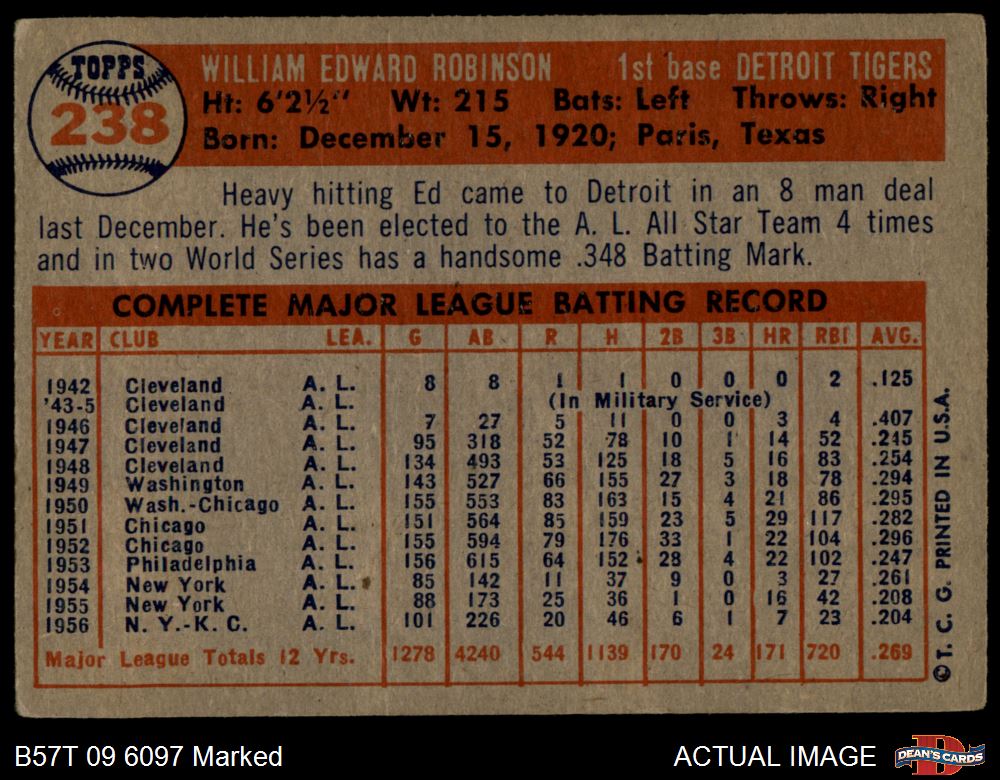 TOPPS
238
WILLIAM EDWARD ROBINSON 1st base DETROIT TIGERS
Ht: 6'2½" Wt: 215 Bats: Left Throws: Right
Born: December 15, 1920; Paris, Texas
Heavy hitting Ed came to Detroit in an 8 man deal
last December. He's been elected to the A. L. All Star Team 4 times
and in two World Series has a handsome .348 Batting Mark.
COMPLETE MAJOR LEAGUE BATTING RECORD
YEAR CLUB LEA. G AB R H 2B 3B HR RBI AVG.
1942 Cleveland A. L. 8 8 1 1 0 0 0 2 .125
'43-5 Cleveland A. L. (In Military Service)
1946 Cleveland A. L. 7 27 5 11 0 0 3 4 .407
1947 Cleveland A. L. 95 318 52 78 10 1 14 52 .245
1948 Cleveland A. L. 134 493 53 125 18 5 16 83 .254
1949 Washington A. L. 143 527 66 155 27 3 18 78 .294
1950 Wash.-Chicago A. L. 155 553 83 163 15 4 21 86 .295
1951 Chicago A. L. 151 564 85 159 23 5 29 117 .282
1952 Chicago A. L. 155 594 79 176 33 1 22 104 .296
1953 Philadelphia A. L. 156 615 64 152 28 4 22 102 .247
1954 New York A. L. 85 142 11 37 9 0 3 27 .261
1955 New York A. L. 88 173 25 36 1 0 16 42 .208
1956 N. Y.-K. C. A. L. 101 226 20 46 6 1 7 23 .204
Major League Totals 12 Yrs. 1278 4240 544 1139 170 24 171 720 .269
©T. C. G. PRINTED IN U.S.A.
B57T 09 6097 Marked ACTUAL IMAGE
DEAN'S CARDS